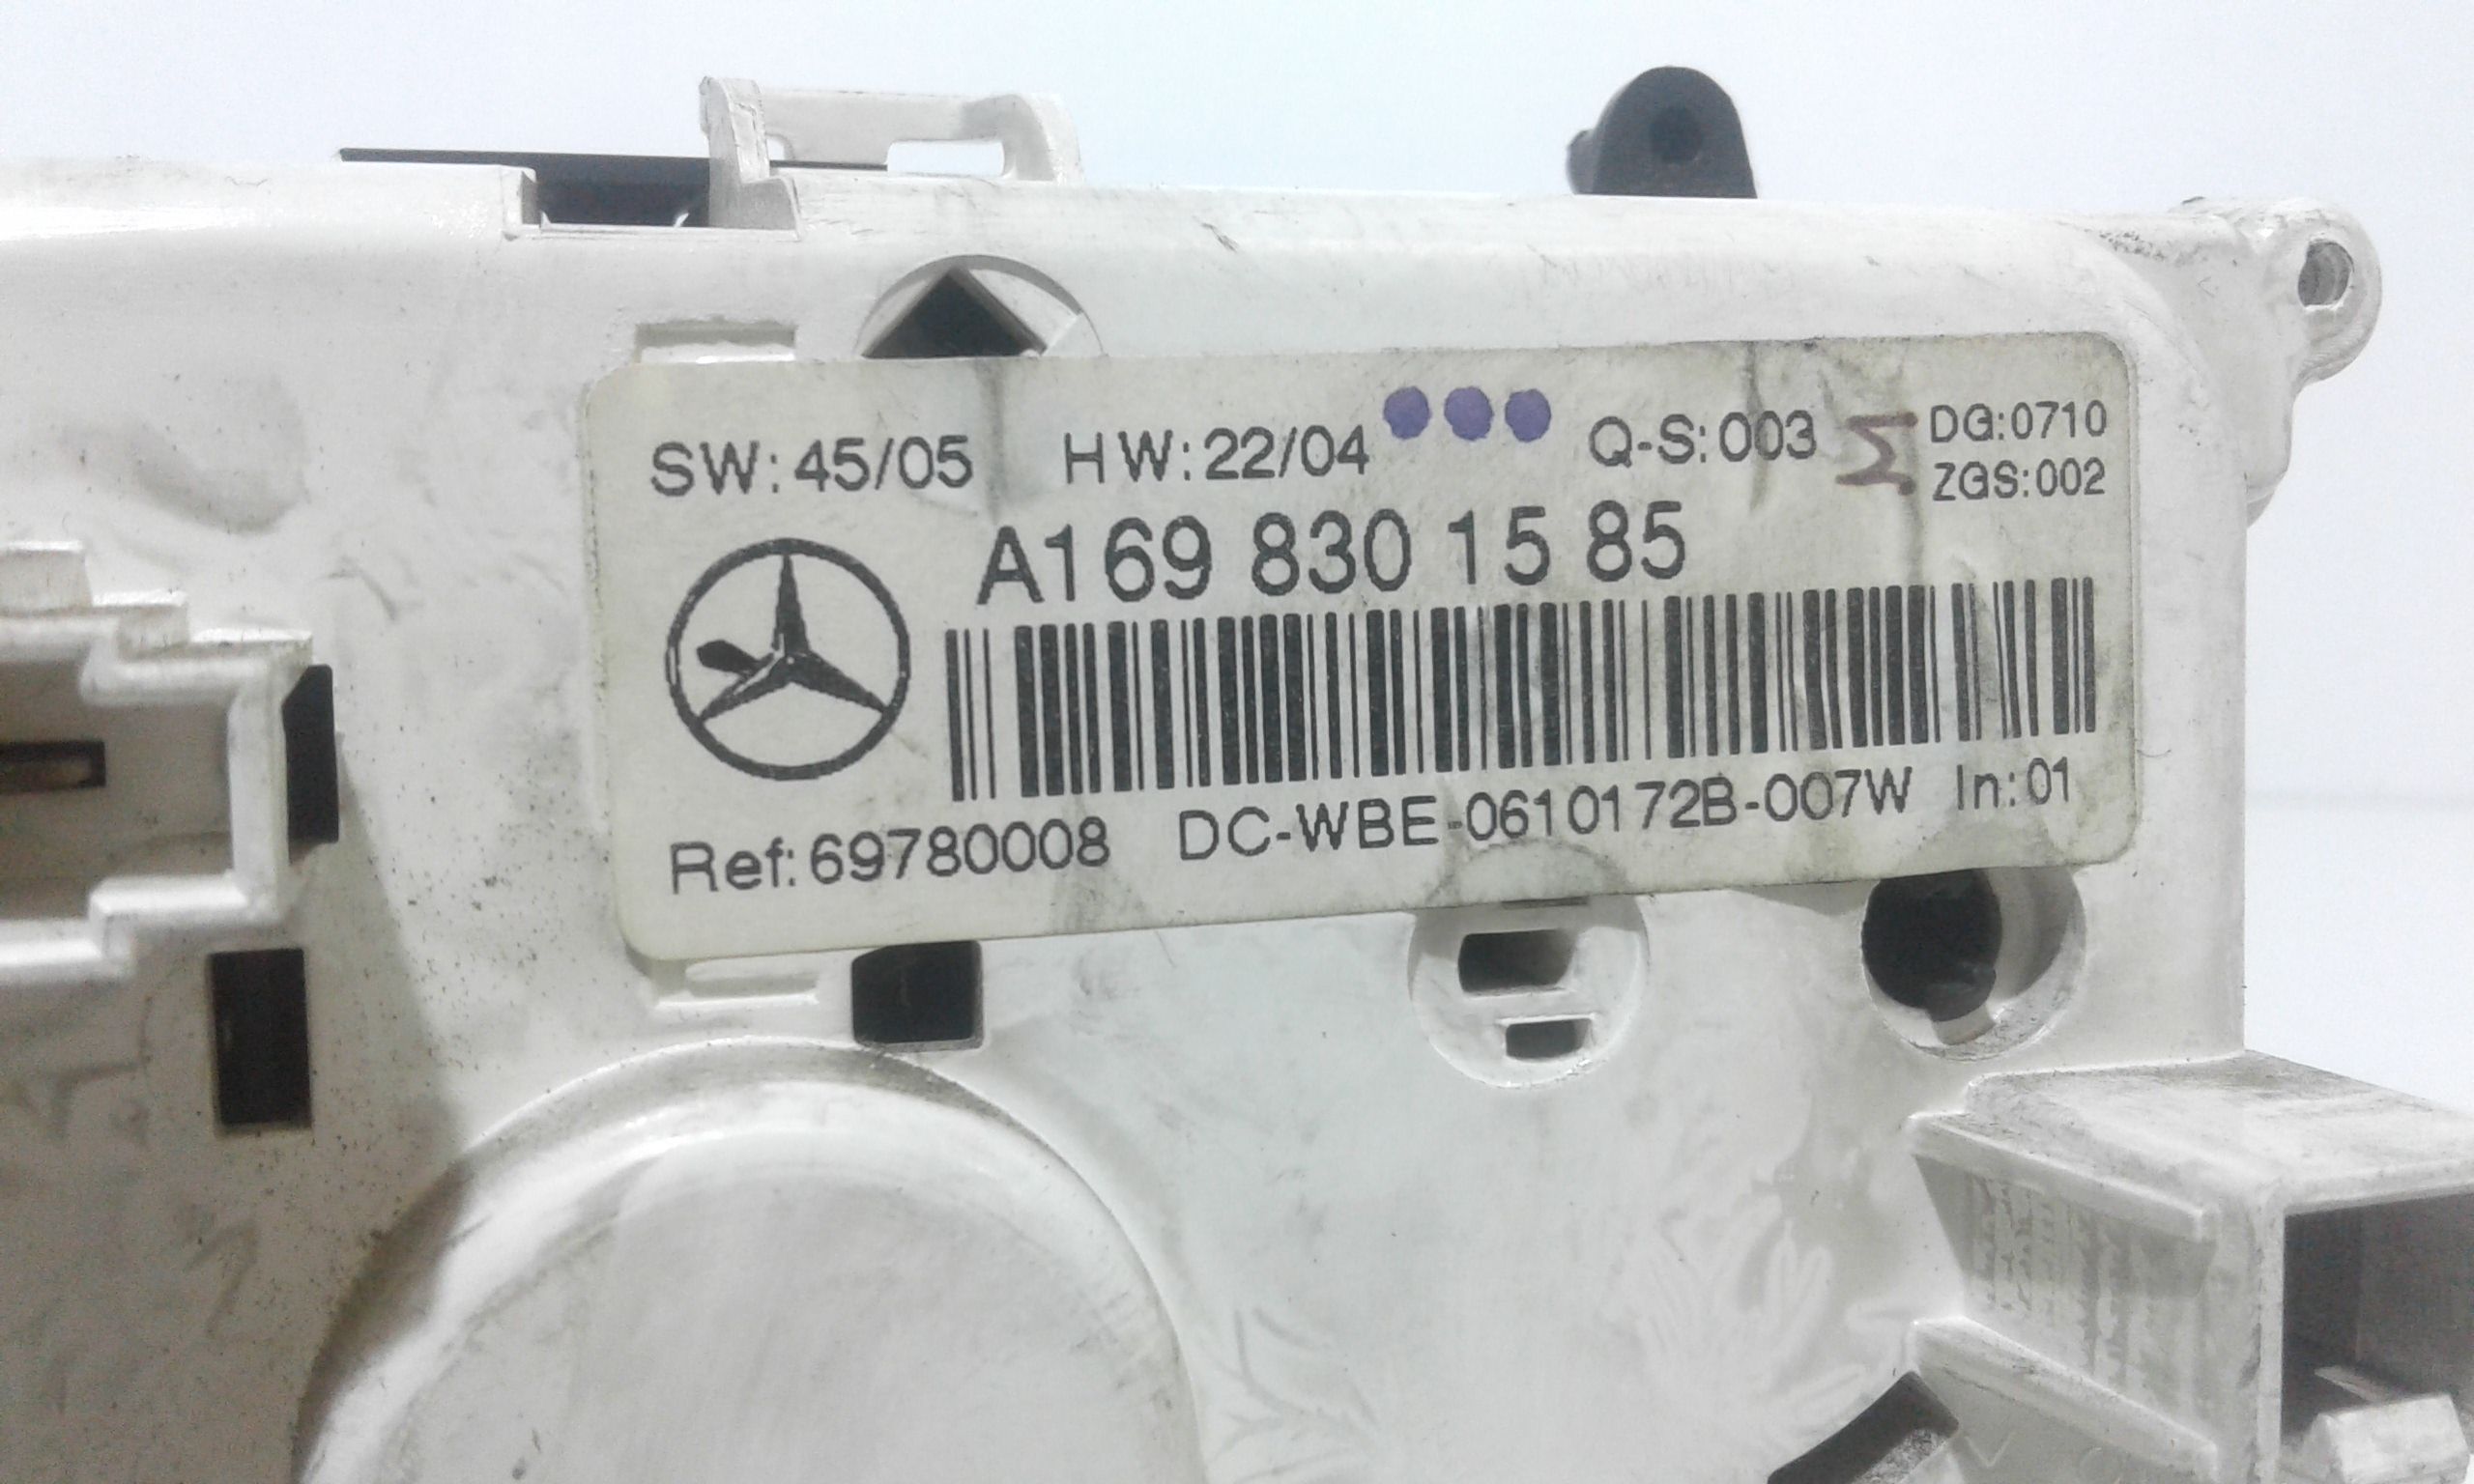 SW: 45/05 HW: 22/04 Q-S: 003 DG:0710
ZGS:002
A169 830 15 85
Ref: 69780008 DC-WBE-0610172B-007W In: 01